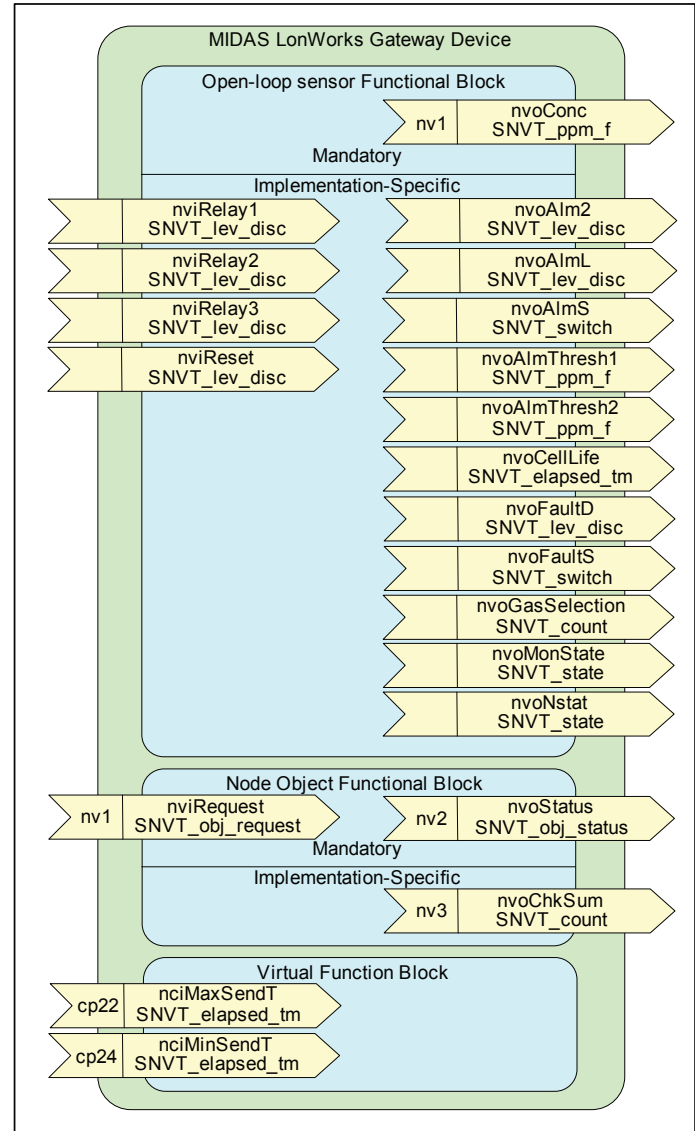 MIDAS LonWorks Gateway Device
Open-loop sensor Functional Block
nv1
nvoConc
SNVT_ppm_f
Mandatory
Implementation-Specific
nviRelay1
SNVT_lev_disc
nvoAlm2
SNVT_lev_disc
nviRelay2
SNVT_lev_disc
nvoAlmL
SNVT_lev_disc
nviRelay3
SNVT_lev_disc
nvoAlmS
SNVT_switch
nviReset
SNVT_lev_disc
nvoAlmThresh1
SNVT_ppm_f
nvoAlmThresh2
SNVT_ppm_f
nvoCellLife
SNVT_elapsed_tm
nvoFaultD
SNVT_lev_disc
nvoFaultS
SNVT_switch
nvoGasSelection
SNVT_count
nvoMonState
SNVT_state
nvoNstat
SNVT_state
Node Object Functional Block
nv1
nviRequest
SNVT_obj_request
nv2
nvoStatus
SNVT_obj_status
Mandatory
Implementation-Specific
nv3
nvoChkSum
SNVT_count
Virtual Function Block
cp22
nciMaxSendT
SNVT_elapsed_tm
cp24
nciMinSendT
SNVT_elapsed_tm